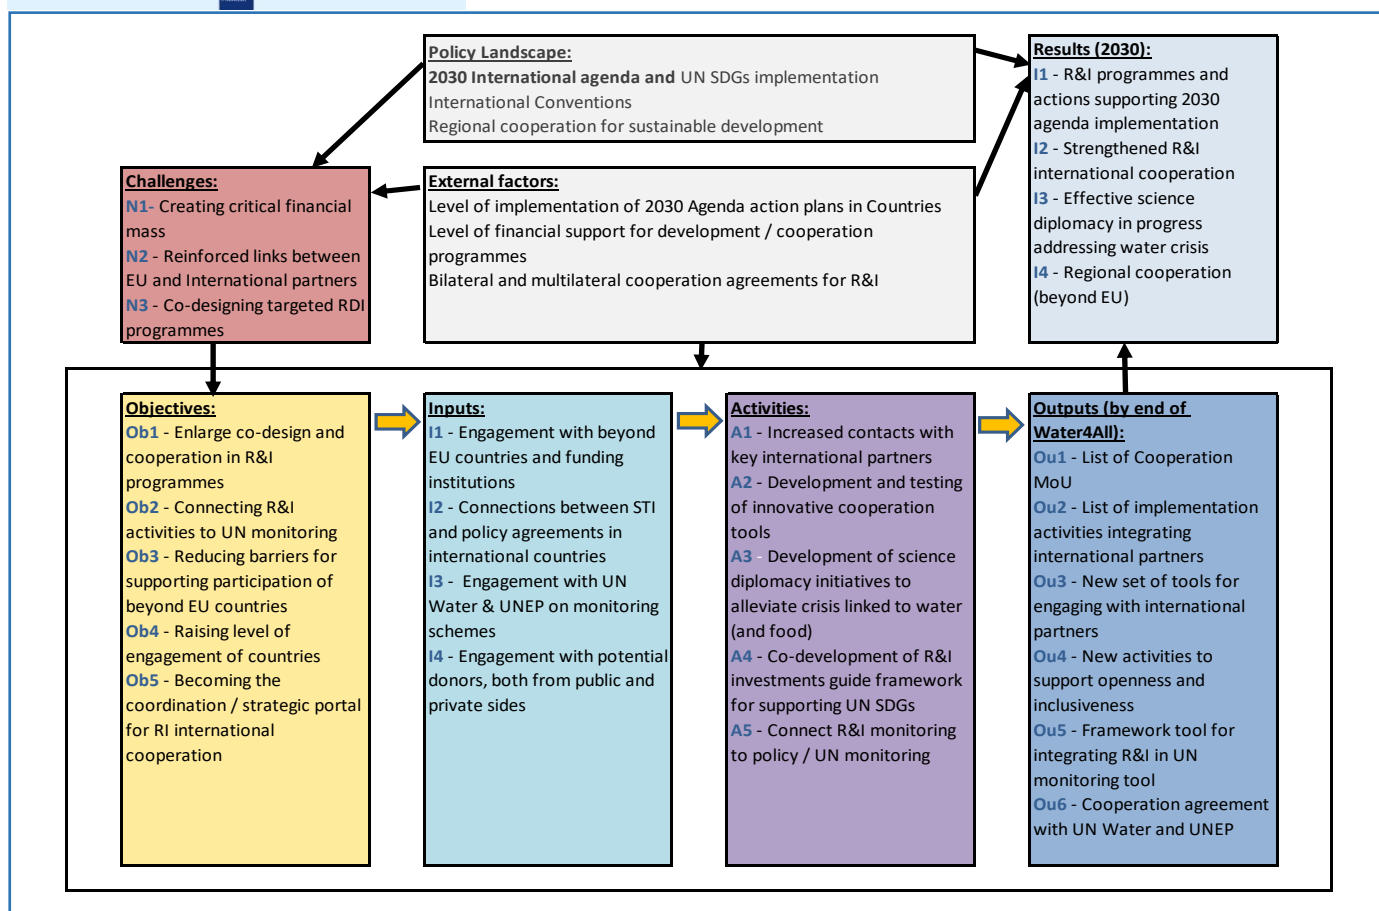 Policy Landscape:
2030 International agenda and UN SDGs implementation
International Conventions
Regional cooperation for sustainable development
Results (2030):
I1 - R&I programmes and
actions supporting 2030
agenda implementation
I2 - Strengthened R&I
international cooperation
I3 - Effective science
diplomacy in progress
addressing water crisis
I4 - Regional cooperation
(beyond EU)
Challenges:
N1- Creating critical financial
mass
N2 - Reinforced links between
EU and International partners
N3 - Co-designing targeted RDI
programmes
External factors:
Level of implementation of 2030 Agenda action plans in Countries
Level of financial support for development / cooperation
programmes
Bilateral and multilateral cooperation agreements for R&I
Objectives:
Ob1 - Enlarge co-design and
cooperation in R&I
programmes
Ob2 - Connecting R&I
activities to UN monitoring
Ob3 - Reducing barriers for
supporting participation of
beyond EU countries
Ob4 - Raising level of
engagement of countries
Ob5 - Becoming the
coordination / strategic portal
for RI international
cooperation
Inputs:
I1 - Engagement with beyond
EU countries and funding
institutions
I2 - Connections between STI
and policy agreements in
international countries
I3 -  Engagement with UN
Water & UNEP on monitoring
schemes
I4 - Engagement with potential
donors, both from public and
private sides
Activities:
A1 - Increased contacts with
key international partners
A2 - Development and testing
of innovative cooperation
tools
A3 - Development of science
diplomacy initiatives to
alleviate crisis linked to water
(and food)
A4 - Co-development of R&I
investments guide framework
for supporting UN SDGs
A5 - Connect R&I monitoring
to policy / UN monitoring
Outputs (by end of
Water4All):
Ou1 - List of Cooperation
MoU
Ou2 - List of implementation
activities integrating
international partners
Ou3 - New set of tools for
engaging with international
partners
Ou4 - New activities to
support openness and
inclusiveness
Ou5 - Framework tool for
integrating R&I in UN
monitoring tool
Ou6 - Cooperation agreement
with UN Water and UNEP